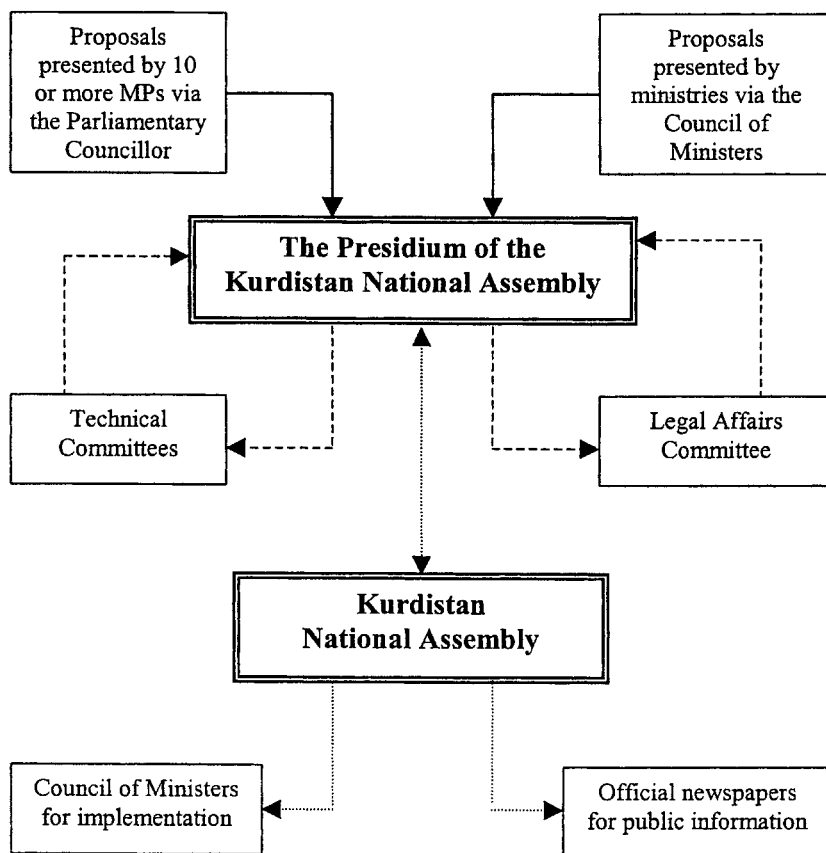 Proposals
presented by 10
or more MPs via
the Parliamentary
Councillor
Proposals
presented by
ministries via the
Council of
Ministers
The Presidium of the
Kurdistan National Assembly
Technical
Committees
Legal Affairs
Committee
Kurdistan
National Assembly
Council of Ministers
for implementation
Official newspapers
for public information